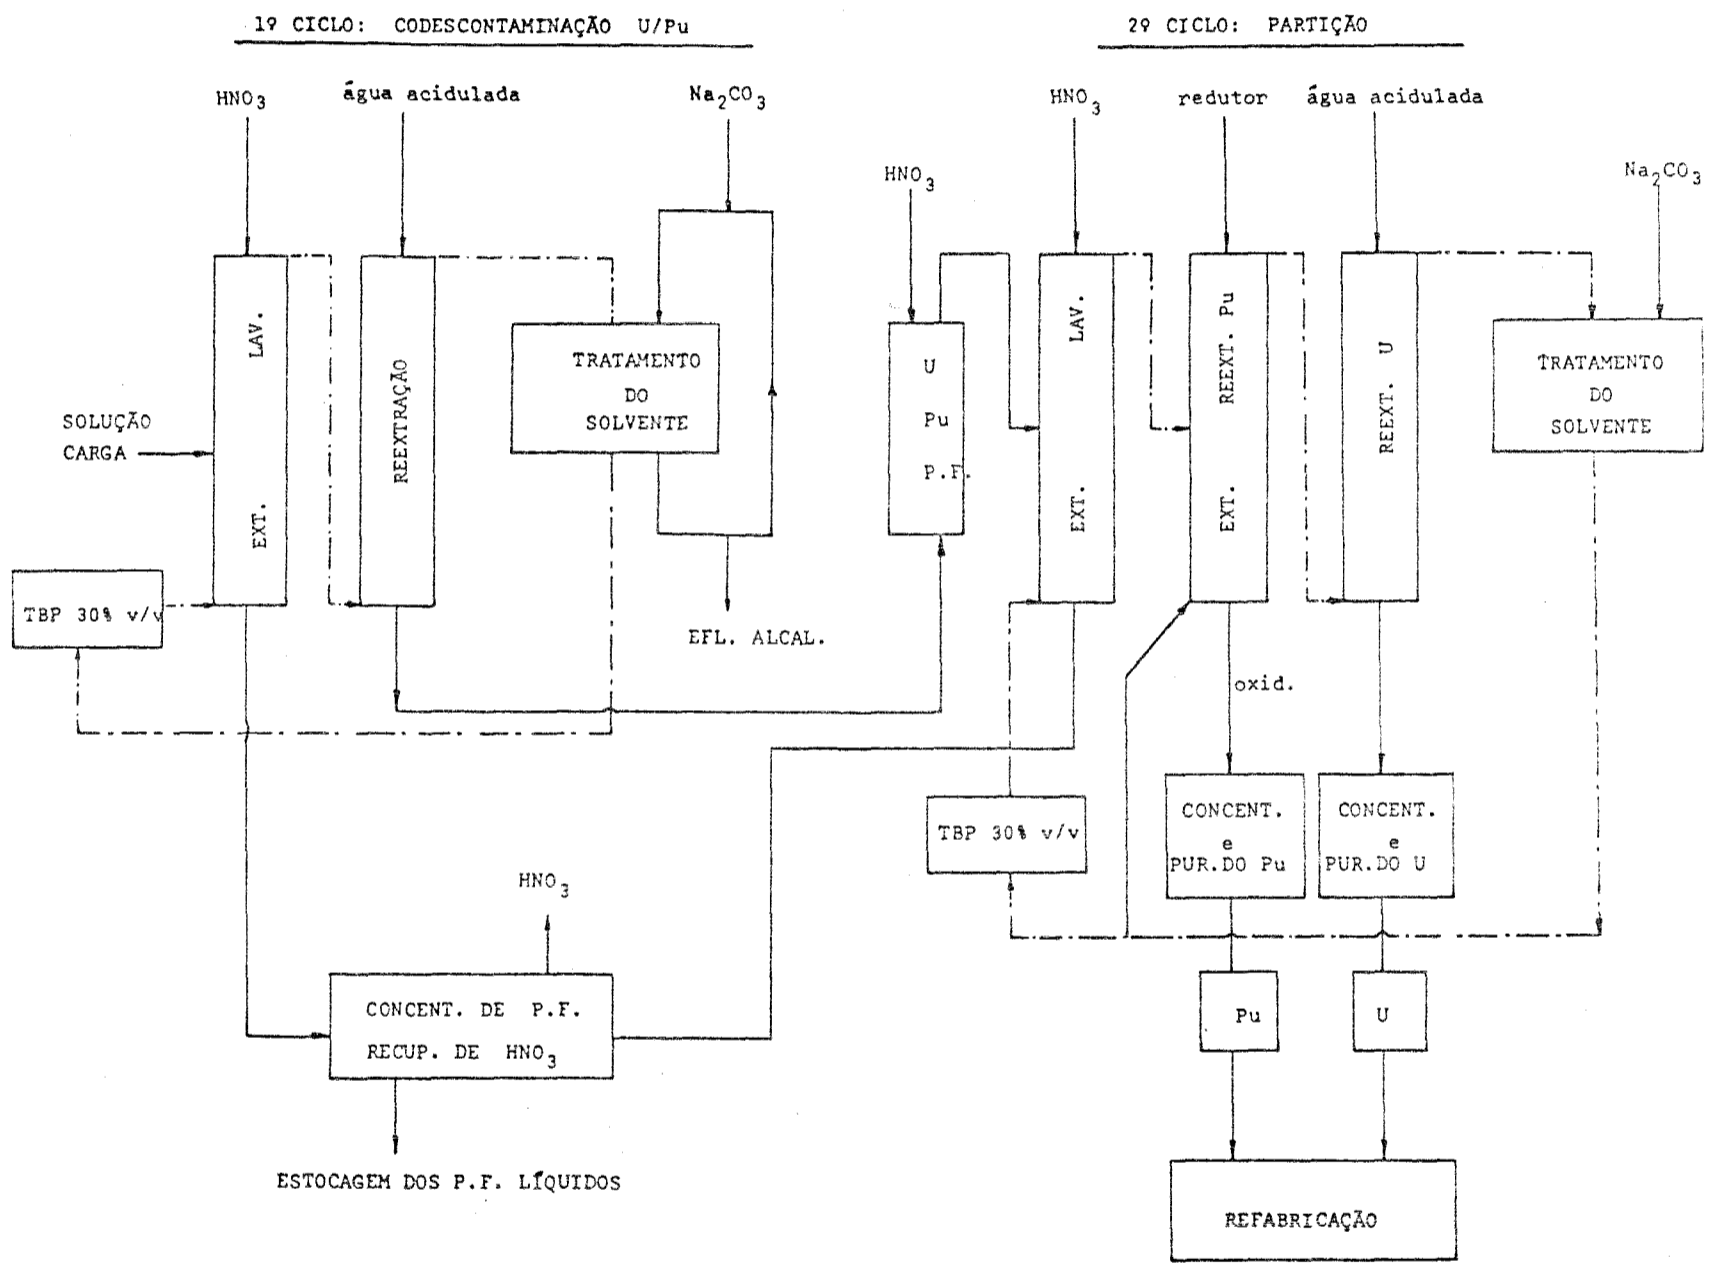 1º CICLO: CODESCONTAMINAÇÃO U/Pu
HNO3
água acidulada
Na2CO3
LAV.
EXT.
REEXTRAÇÃO
SOLUÇÃO
CARGA
TBP 30% v/v
TRATAMENTO
DO
SOLVENTE
EFL. ALCAL.
HNO3
CONCENT. DE P.F.
RECUP. DE HNO3
ESTOCAGEM DOS P.F. LÍQUIDOS
2º CICLO: PARTIÇÃO
HNO3
HNO3
redutor
água acidulada
Na2CO3
U
Pu
P.F.
LAV.
EXT.
REEXT. Pu
EXT.
REEXT. U
TRATAMENTO
DO
SOLVENTE
oxid.
TBP 30% v/v
CONCENT.
e
PUR.DO Pu
CONCENT.
e
PUR.DO U
Pu
U
REFABRICAÇÃO